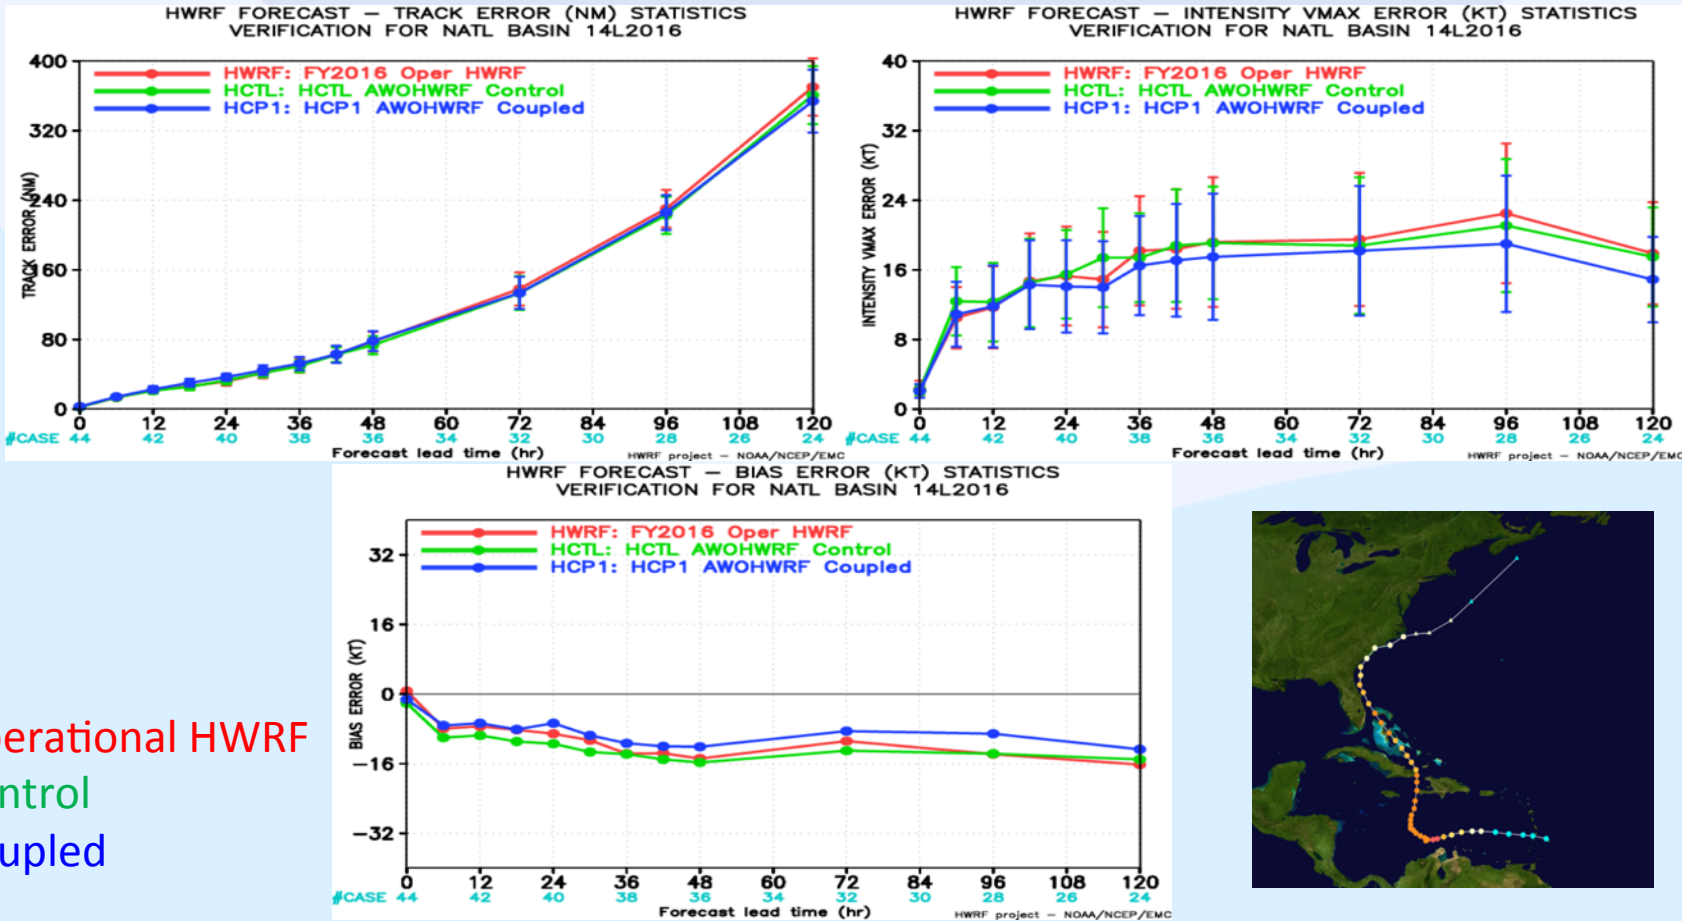 HWRF FORECAST – TRACK ERROR (NM) STATISTICS
VERIFICATION FOR NATL BASIN 14L2016
HWRF: FY2016 Oper HWRF
HCTL: HCTL AWOHWRF Control
HCP1: HCP1 AWOHWRF Coupled
TRACK ERROR (NM)
400
320
240
160
80
0
0 12 24 36 48 60 72 84 96 108 120
#CASE 44 42 40 38 36 34 32 30 28 26 24
Forecast lead time (hr)
HWRF project – NOAA/NCEP/EMC
HWRF FORECAST – INTENSITY VMAX ERROR (KT) STATISTICS
VERIFICATION FOR NATL BASIN 14L2016
HWRF: FY2016 Oper HWRF
HCTL: HCTL AWOHWRF Control
HCP1: HCP1 AWOHWRF Coupled
INTENSITY VMAX ERROR (KT)
40
32
24
16
8
0
0 12 24 36 48 60 72 84 96 108 120
#CASE 44 42 40 38 36 34 32 30 28 26 24
Forecast lead time (hr)
HWRF project – NOAA/NCEP/EMC
HWRF FORECAST – BIAS ERROR (KT) STATISTICS
VERIFICATION FOR NATL BASIN 14L2016
HWRF: FY2016 Oper HWRF
HCTL: HCTL AWOHWRF Control
HCP1: HCP1 AWOHWRF Coupled
BIAS ERROR (KT)
32
16
0
–16
–32
0 12 24 36 48 60 72 84 96 108 120
#CASE 44 42 40 38 36 34 32 30 28 26 24
Forecast lead time (hr)
HWRF project – NOAA/NCEP/EMC
perational HWRF
ntrol
upled